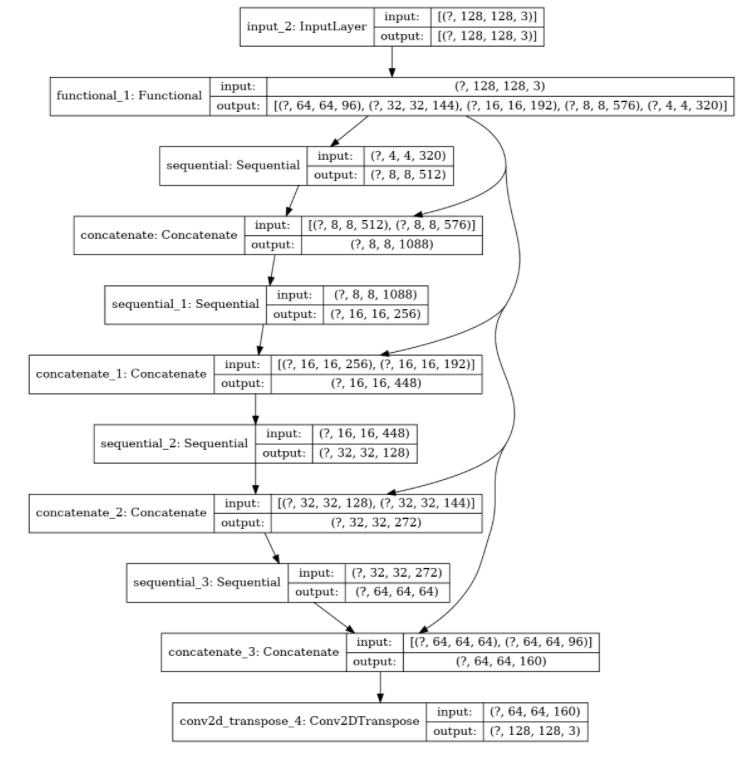 input_2: InputLayer
input: [(?, 128, 128, 3)]
output: [(?, 128, 128, 3)]
functional_1: Functional
input: (?, 128, 128, 3)
output: [(?, 64, 64, 96), (?, 32, 32, 144), (?, 16, 16, 192), (?, 8, 8, 576), (?, 4, 4, 320)]
sequential: Sequential
input: (?, 4, 4, 320)
output: (?, 8, 8, 512)
concatenate: Concatenate
input: [(?, 8, 8, 512), (?, 8, 8, 576)]
output: (?, 8, 8, 1088)
sequential_1: Sequential
input: (?, 8, 8, 1088)
output: (?, 16, 16, 256)
concatenate_1: Concatenate
input: [(?, 16, 16, 256), (?, 16, 16, 192)]
output: (?, 16, 16, 448)
sequential_2: Sequential
input: (?, 16, 16, 448)
output: (?, 32, 32, 128)
concatenate_2: Concatenate
input: [(?, 32, 32, 128), (?, 32, 32, 144)]
output: (?, 32, 32, 272)
sequential_3: Sequential
input: (?, 32, 32, 272)
output: (?, 64, 64, 64)
concatenate_3: Concatenate
input: [(?, 64, 64, 64), (?, 64, 64, 96)]
output: (?, 64, 64, 160)
conv2d_transpose_4: Conv2DTranspose
input: (?, 64, 64, 160)
output: (?, 128, 128, 3)